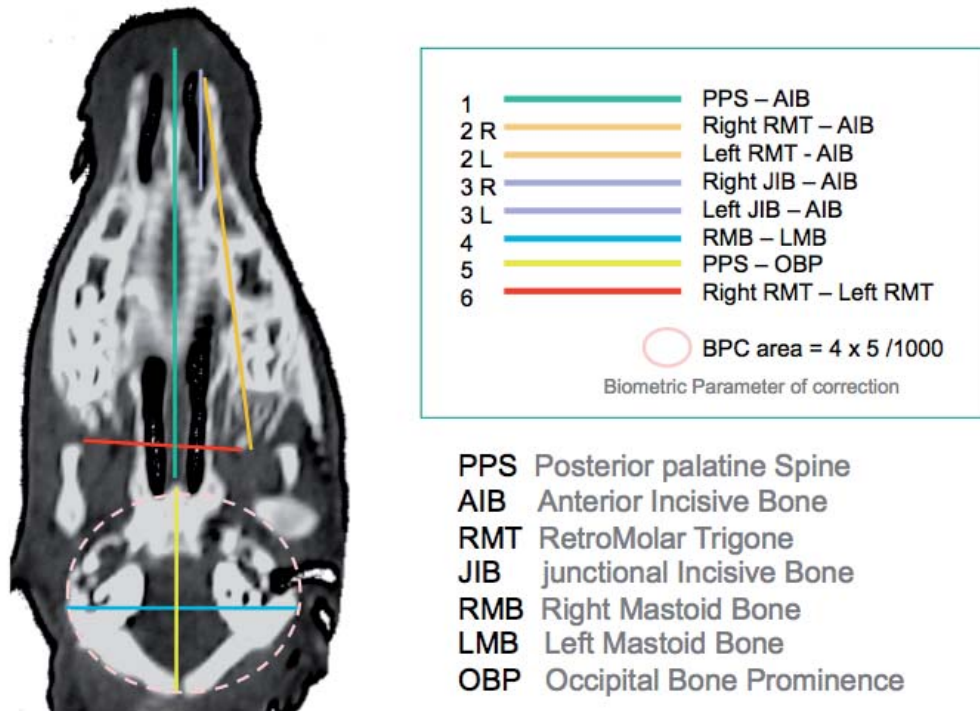 1 PPS – AIB
2 R Right RMT – AIB
2 L Left RMT - AIB
3 R Right JIB – AIB
3 L Left JIB – AIB
4 RMB – LMB
5 PPS – OBP
6 Right RMT – Left RMT
BPC area = 4 x 5 /1000
Biometric Parameter of correction
PPS Posterior palatine Spine
AIB Anterior Incisive Bone
RMT RetroMolar Trigone
JIB junctional Incisive Bone
RMB Right Mastoid Bone
LMB Left Mastoid Bone
OBP Occipital Bone Prominence